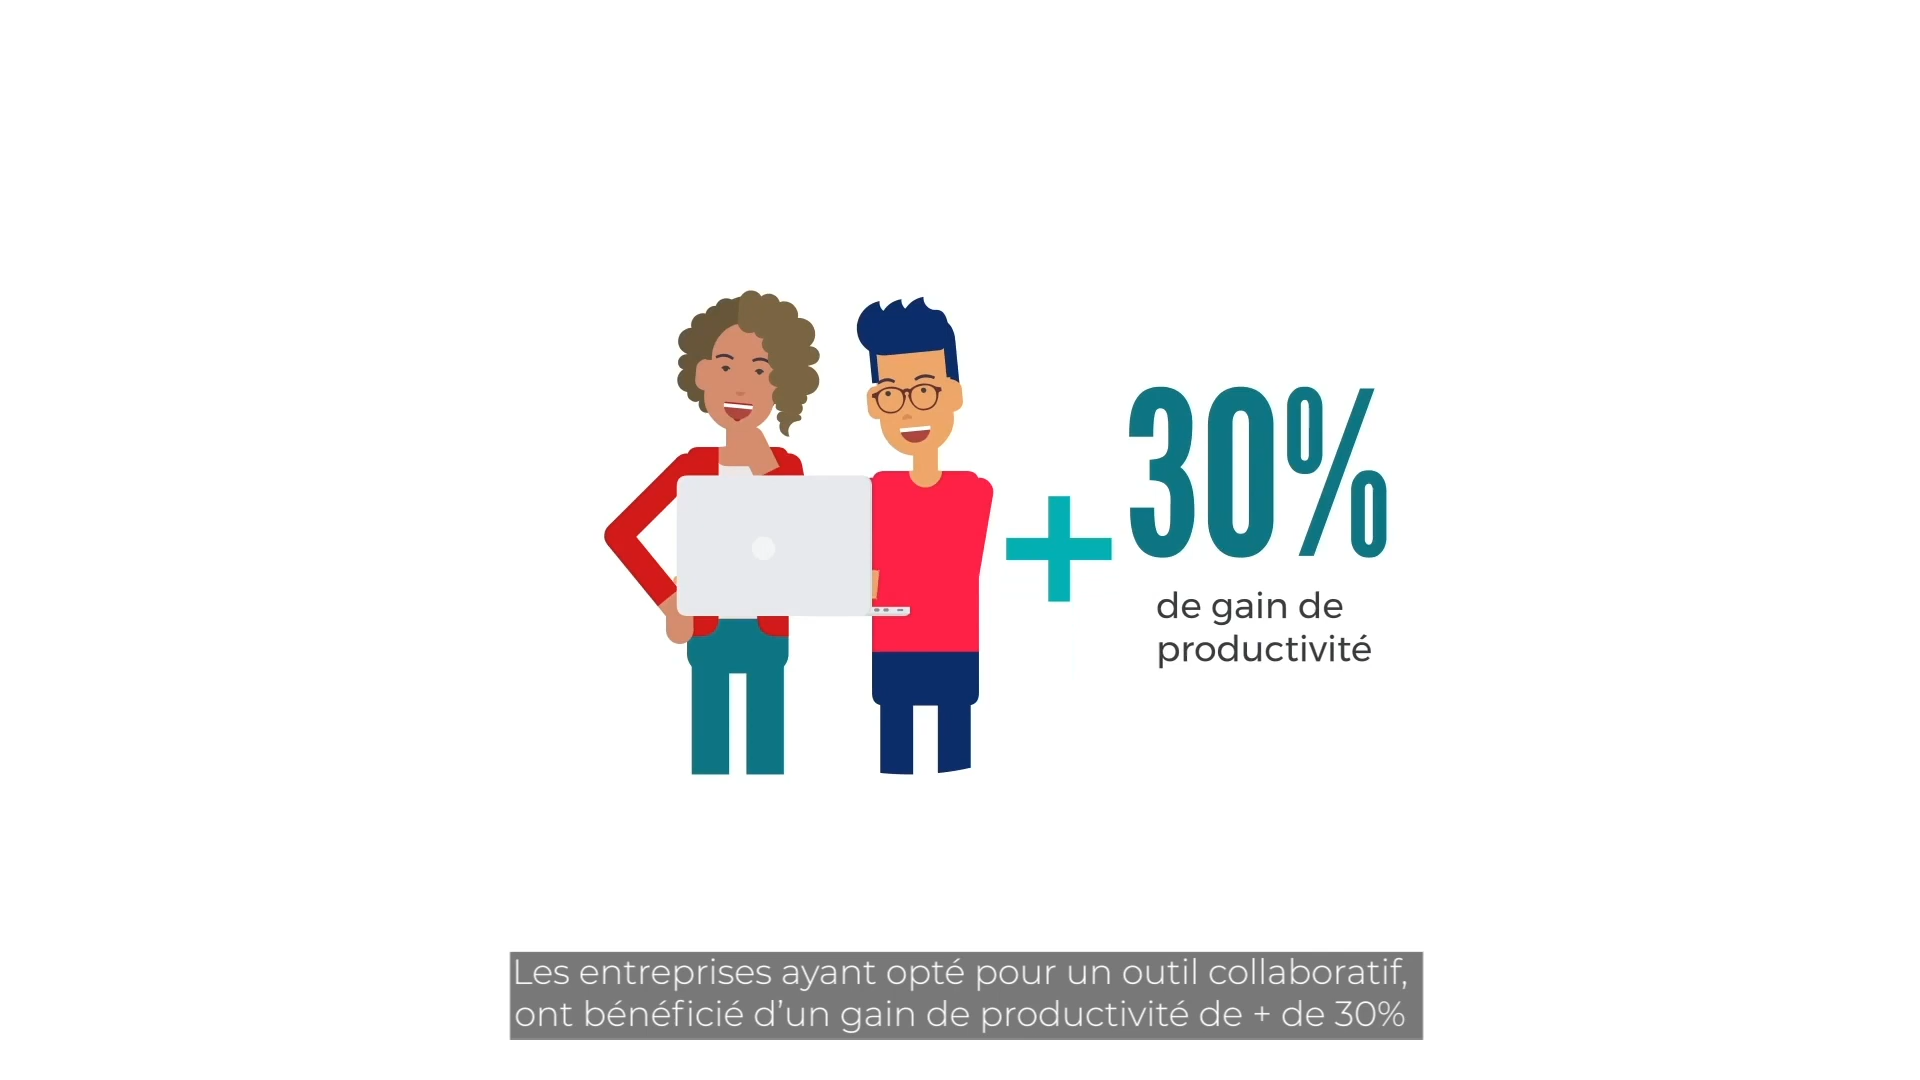 + 30%
de gain de
productivité
Les entreprises ayant opté pour un outil collaboratif,
ont bénéficié d’un gain de productivité de + de 30%